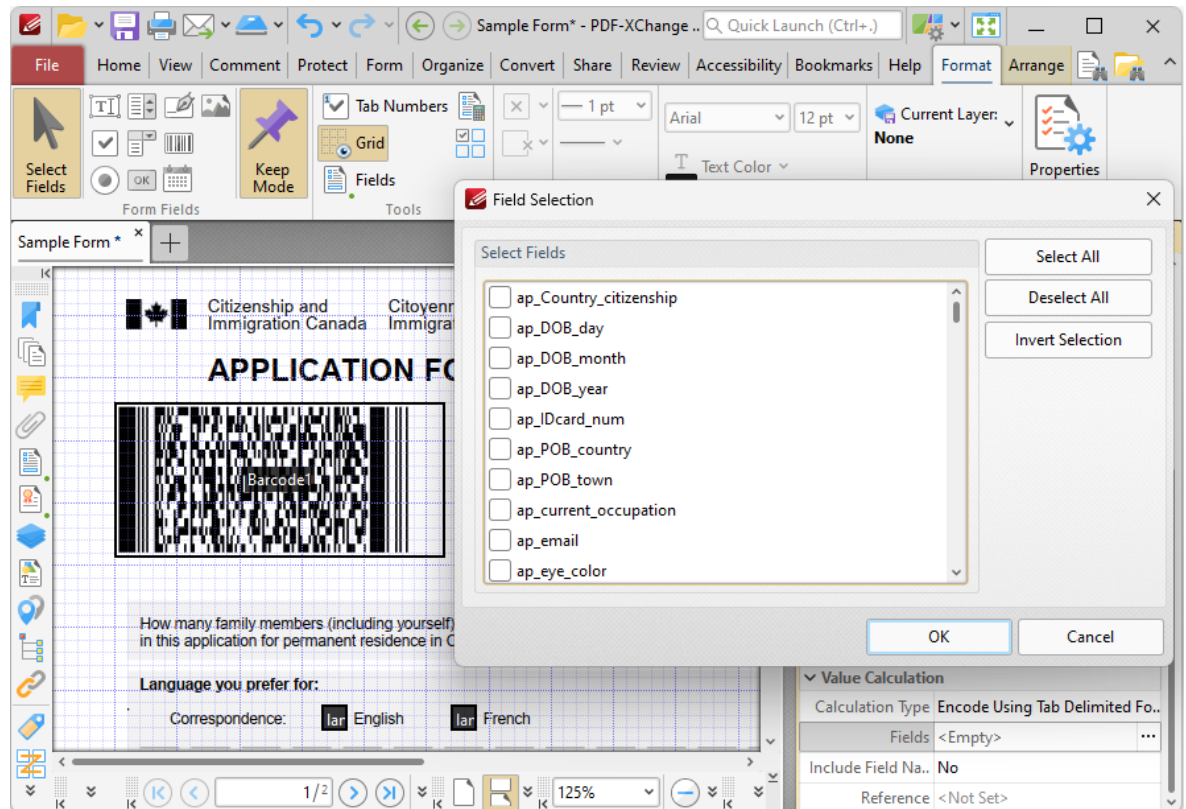 Sample Form* - PDF-XChange ..
Quick Launch (Ctrl+.)
File Home View Comment Protect Form Organize Convert Share Review Accessibility Bookmarks Help Format Arrange
Select Fields
OK
Form Fields
Keep Mode
Tab Numbers
Grid
Fields
Tools
1 pt
Arial
12 pt
Text Color
Current Layer:
None
Properties
Sample Form *
Citizenship and
Immigration Canada
APPLICATION
Barcode1
How many family members (including yourself)
in this application for permanent residence in
Language you prefer for:
Correspondence:
lar English
lar French
Field Selection
Select Fields
ap_Country_citizenship
ap_DOB_day
ap_DOB_month
ap_DOB_year
ap_IDcard_num
ap_POB_country
ap_POB_town
ap_current_occupation
ap_email
ap_eye_color
Select All
Deselect All
Invert Selection
OK
Cancel
Value Calculation
Calculation Type Encode Using Tab Delimited Fo..
Fields <Empty> ...
Include Field Na.. No
Reference <Not Set>
1/2
125%